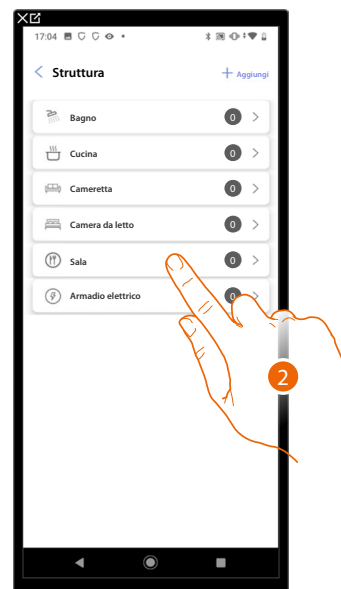 17:04
Struttura
+ Aggiungi
Bagno 0
Cucina 0
Cameretta 0
Camera da letto 0
Sala 0
Armadio elettrico 0
2